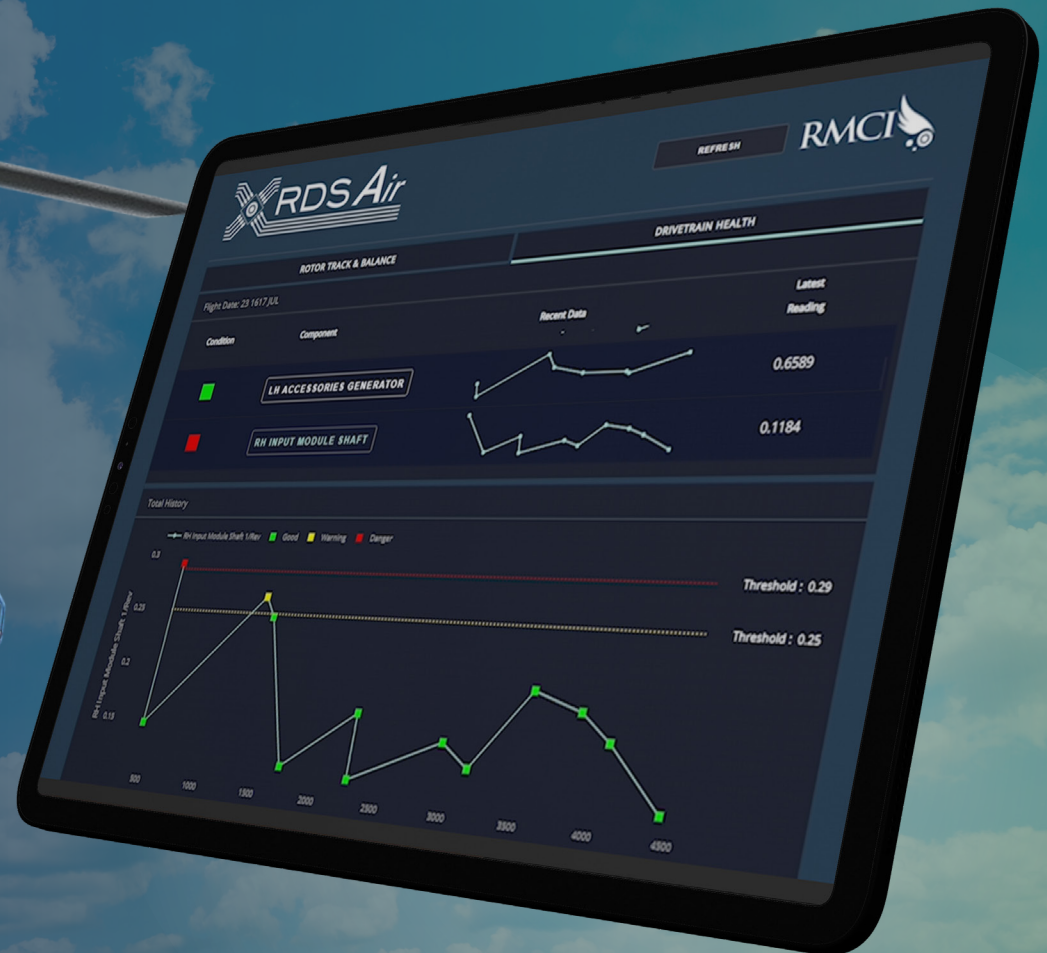 XRDS Air
REFRESH
RMCI
ROTOR TRACK & BALANCE
DRIVETRAIN HEALTH
Flight Date: 23 1617 JUL
Condition
Component
Recent Data
Latest
Reading
LH ACCESSORIES GENERATOR
0.6589
RH INPUT MODULE SHAFT
0.1184
Total History
RH Input Module Shaft 1/Rev
Good
Warning
Danger
0.3
0.25
0.2
0.15
RH Input Module Shaft 1/Rev
Threshold : 0.29
Threshold : 0.25
500
1000
1500
2000
2500
3000
3500
4000
4500